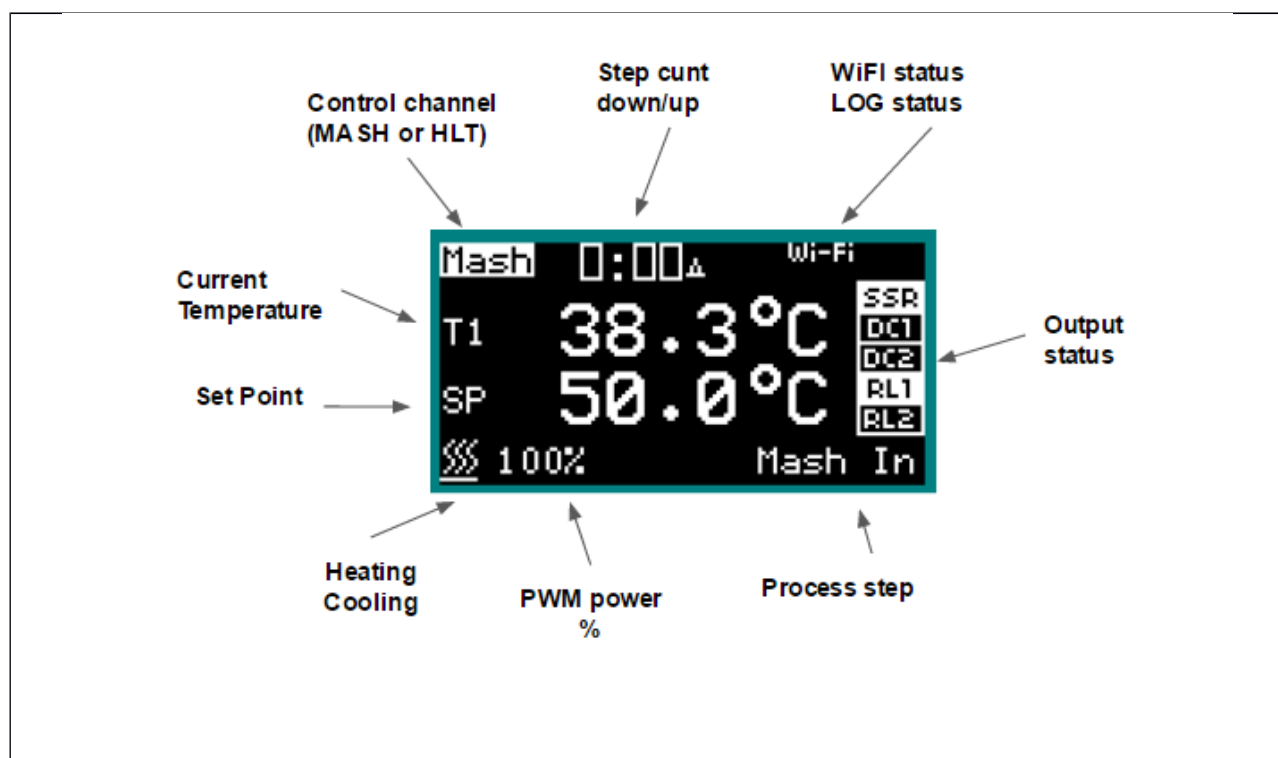 Step cunt
down/up
WiFI status
LOG status
Control channel
(MASH or HLT)
Mash 0:00 Wi-Fi
Current
Temperature
T1 38.3°C
SSR
DC1
DC2
RL1
RL2
Output
status
Set Point
SP 50.0°C
100% Mash In
Heating
Cooling
PWM power
%
Process step